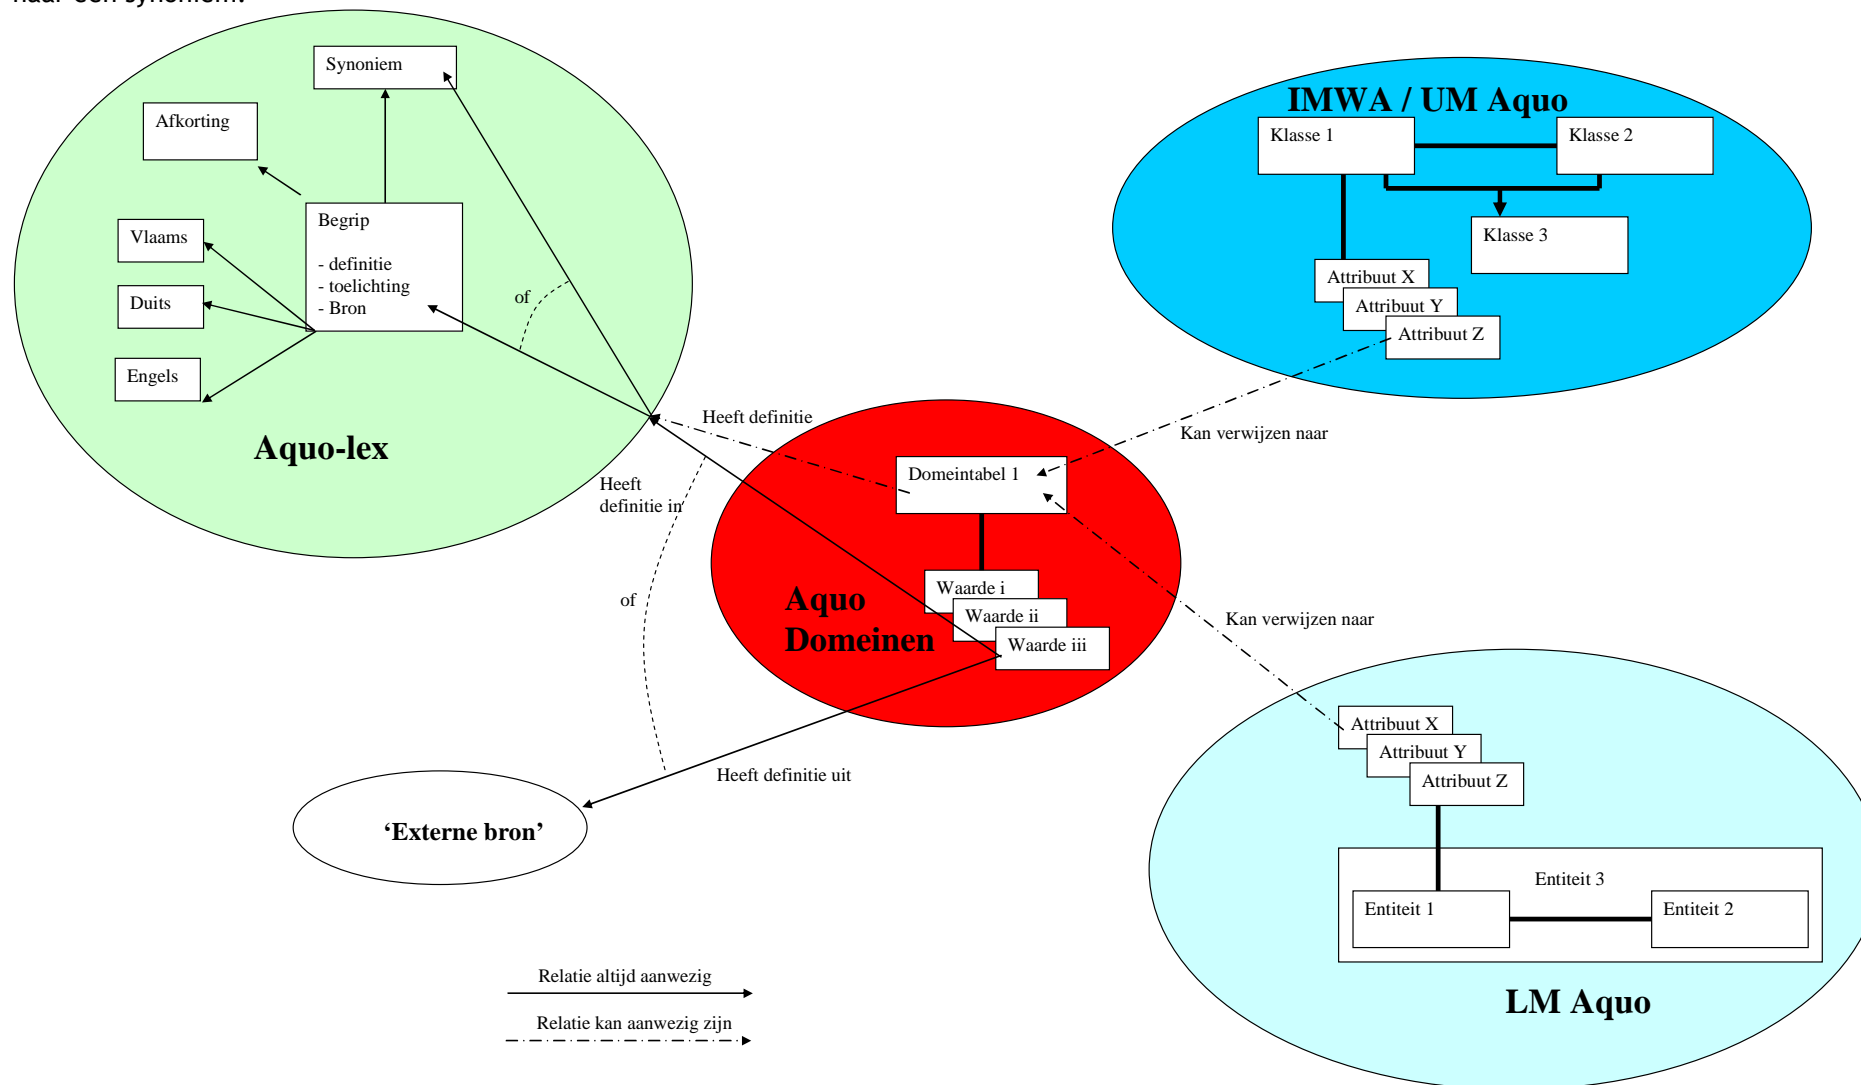 naar een synoniem.
Synoniem
Afkorting
Begrip
- definitie
- toelichting
- Bron
Vlaams
Duits
Engels
of
Aquo-lex
IMWA / UM Aquo
Klasse 1
Klasse 2
Klasse 3
Attribuut X
Attribuut Y
Attribuut Z
Heeft definitie
Kan verwijzen naar
Heeft
definitie in
Domeintabel 1
of
Waarde i
Waarde ii
Waarde iii
Aquo
Domeinen
Kan verwijzen naar
Attribuut X
Attribuut Y
Attribuut Z
Heeft definitie uit
‘Externe bron’
Entiteit 3
Entiteit 1
Entiteit 2
LM Aquo
Relatie altijd aanwezig
Relatie kan aanwezig zijn